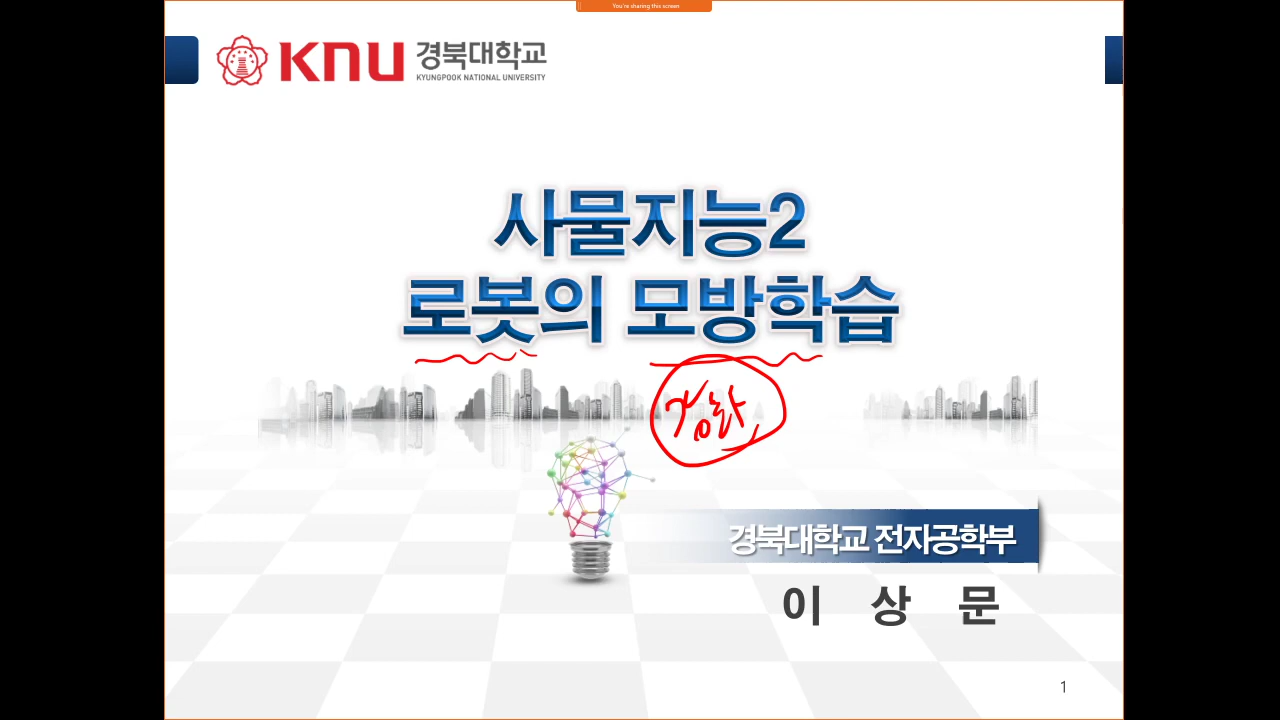 You're sharing this screen
KNU 경북대학교
KYUNGPOOK NATIONAL UNIVERSITY
사물지능2
로봇의 모방학습
강화
경북대학교 전자공학부
이 상 문
1